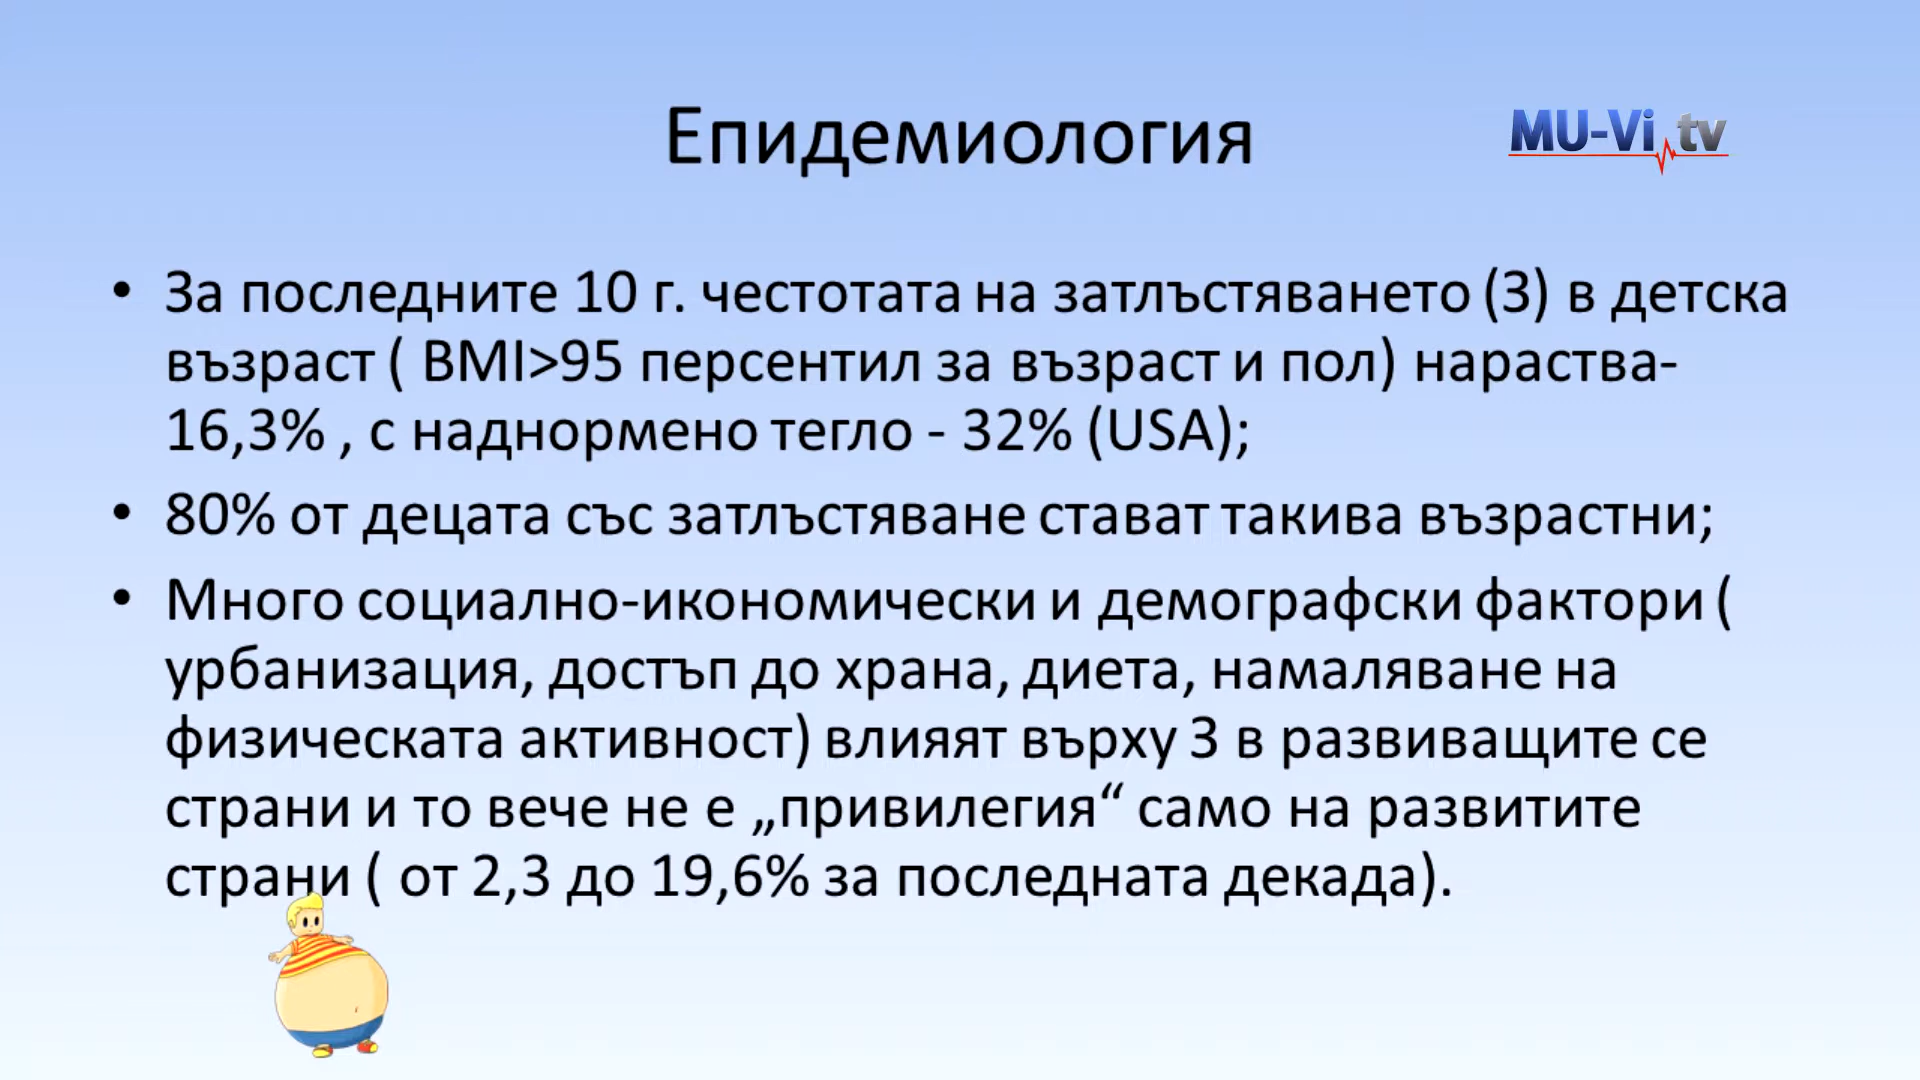 Епидемиология
MU-Vi.tv
• За последните 10 г. честотата на затлъстяването (З) в детска
възраст ( BMI>95 персентил за възраст и пол) нараства-
16,3% , с наднормено тегло - 32% (USA);
• 80% от децата със затлъстяване стават такива възрастни;
• Много социално-икономически и демографски фактори (
урбанизация, достъп до храна, диета, намаляване на
физическата активност) влияят върху З в развиващите се
страни и то вече не е „привилегия“ само на развитите
страни ( от 2,3 до 19,6% за последната декада).